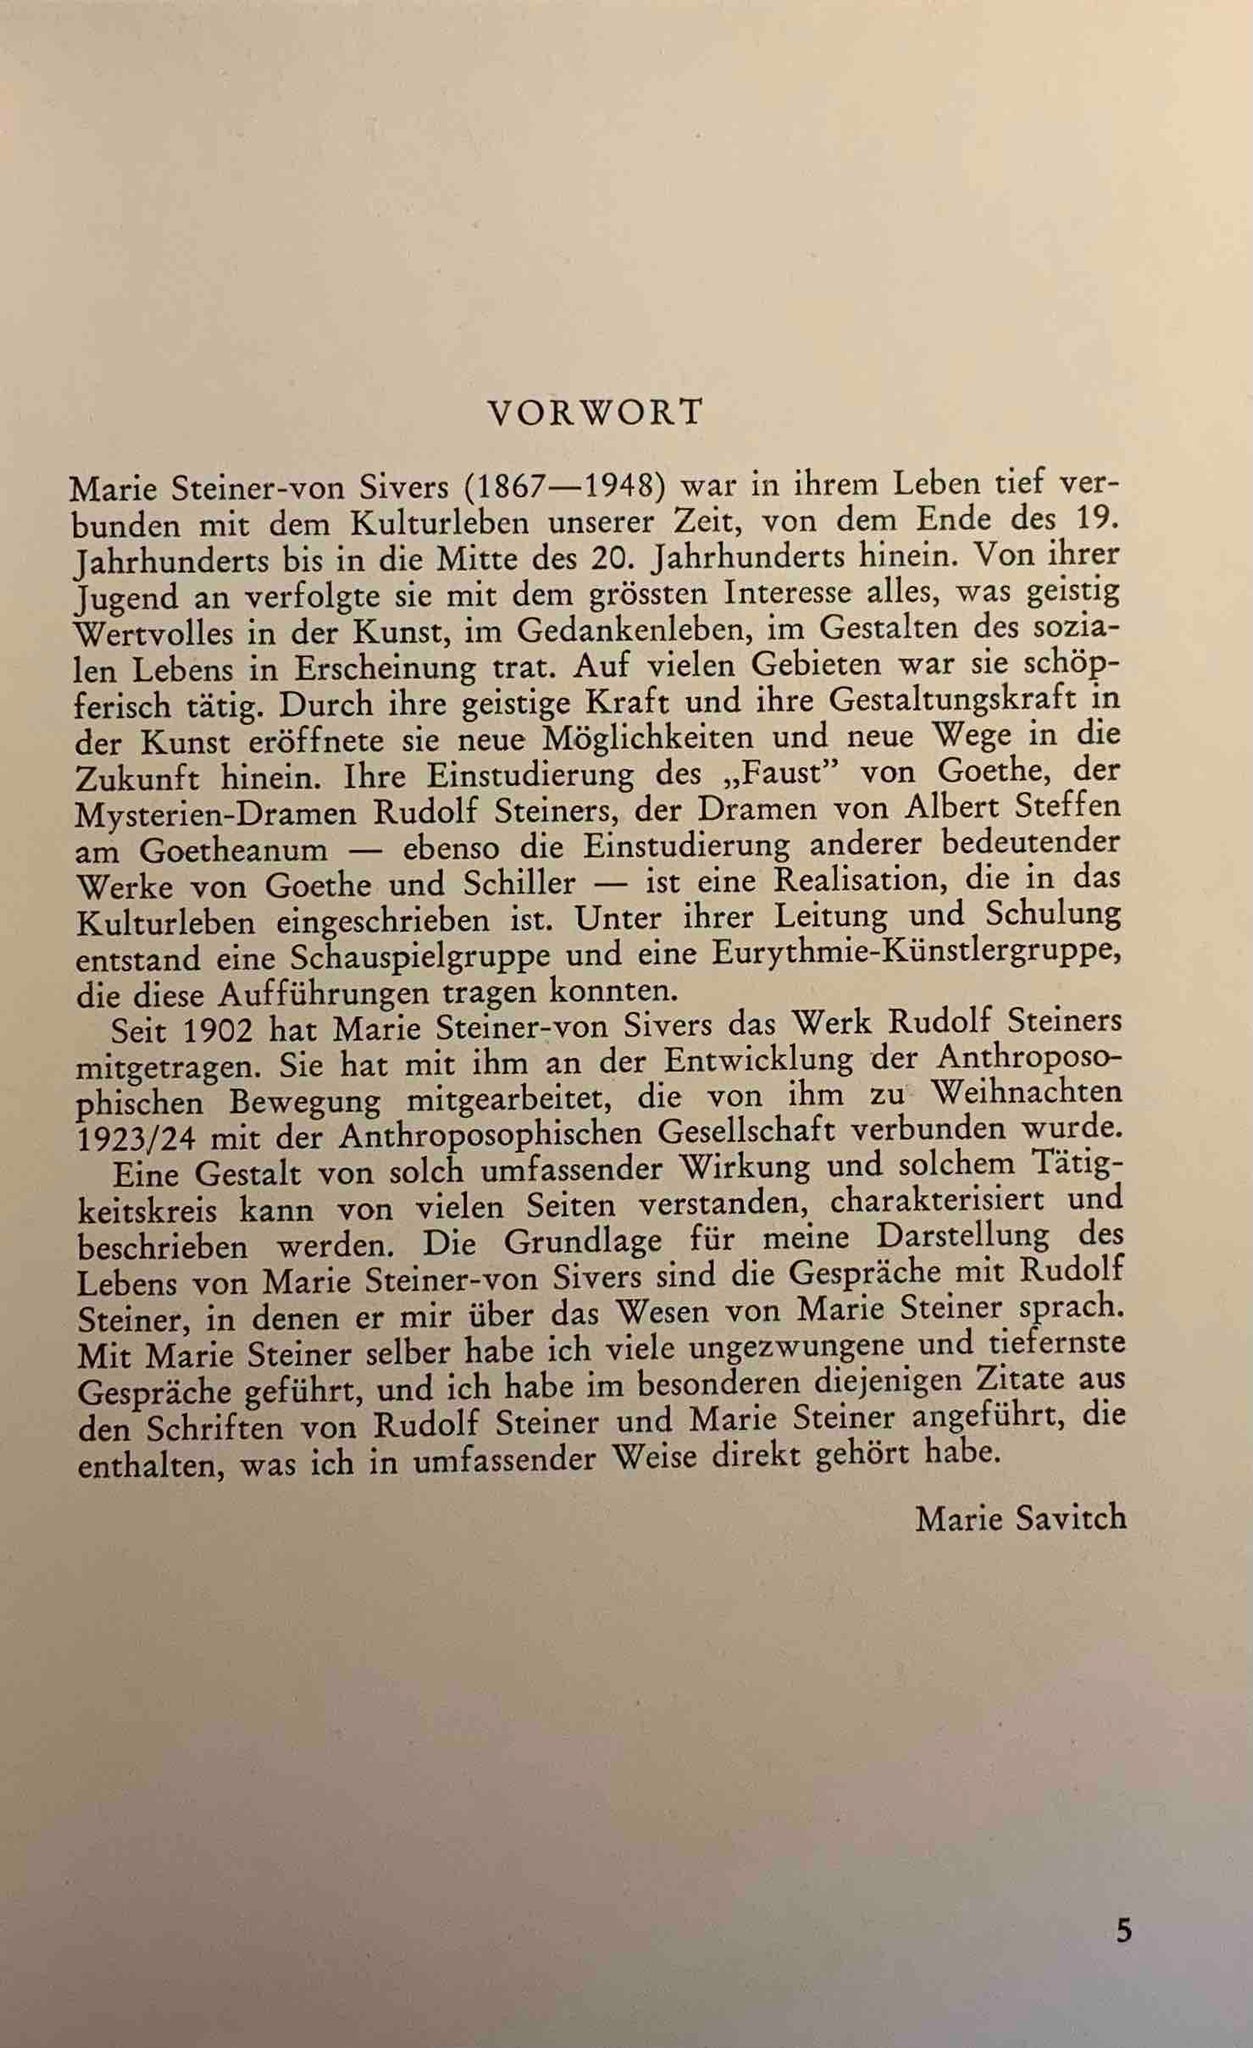 VORWORT
Marie Steiner-von Sivers (1867—1948) war in ihrem Leben tief ver-
bunden mit dem Kulturleben unserer Zeit, von dem Ende des 19.
Jahrhunderts bis in die Mitte des 20. Jahrhunderts hinein. Von ihrer
Jugend an verfolgte sie mit dem grössten Interesse alles, was geistig
Wertvolles in der Kunst, im Gedankenleben, im Gestalten des sozia-
len Lebens in Erscheinung trat. Auf vielen Gebieten war sie schöp-
ferisch tätig. Durch ihre geistige Kraft und ihre Gestaltungskraft in
der Kunst eröffnete sie neue Möglichkeiten und neue Wege in die
Zukunft hinein. Ihre Einstudierung des „Faust” von Goethe, der
Mysterien-Dramen Rudolf Steiners, der Dramen von Albert Steffen
am Goetheanum — ebenso die Einstudierung anderer bedeutender
Werke von Goethe und Schiller — ist eine Realisation, die in das
Kulturleben eingeschrieben ist. Unter ihrer Leitung und Schulung
entstand eine Schauspielgruppe und eine Eurythmie-Künstlergruppe,
die diese Aufführungen tragen konnten.
Seit 1902 hat Marie Steiner-von Sivers das Werk Rudolf Steiners
mitgetragen. Sie hat mit ihm an der Entwicklung der Anthroposo-
phischen Bewegung mitgearbeitet, die von ihm zu Weihnachten
1923/24 mit der Anthroposophischen Gesellschaft verbunden wurde.
Eine Gestalt von solch umfassender Wirkung und solchem Tätig-
keitskreis kann von vielen Seiten verstanden, charakterisiert und
beschrieben werden. Die Grundlage für meine Darstellung des
Lebens von Marie Steiner-von Sivers sind die Gespräche mit Rudolf
Steiner, in denen er mir über das Wesen von Marie Steiner sprach.
Mit Marie Steiner selber habe ich viele ungezwungene und tiefernste
Gespräche geführt, und ich habe im besonderen diejenigen Zitate aus
den Schriften von Rudolf Steiner und Marie Steiner angeführt, die
enthalten, was ich in umfassender Weise direkt gehört habe.
Marie Savitch
5